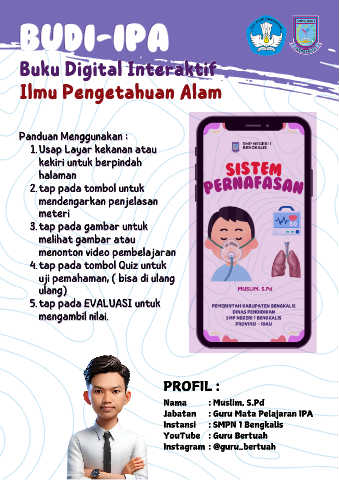 BUDI-IPA
Buku Digital Interaktif
Ilmu Pengetahuan Alam
Panduan Menggunakan :
1. Usap Layar kekanan atau
kekiri untuk berpindah
halaman
2. tap pada tombol untuk
mendengarkan penjelasan
meteri
3. tap pada gambar untuk
melihat gambar atau
menonton video pembelajaran
4. tap pada tombol Quiz untuk
uji pemahaman, ( bisa di ulang
ulang)
5. tap pada EVALUASI untuk
mengambil nilai.
SMP NEGERI 1
BENGKALIS
SISTEM
PERNAFASAN
MUSLIM, S.Pd
PEMERINTAH KABUPATEN BENGKALIS
DINAS PENDIDIKAN
SMP NEGERI 1 BENGKALIS
PROVINSI - RIAU
PROFIL :
Nama : Muslim, S.Pd
Jabatan : Guru Mata Pelajaran IPA
Instansi : SMPN 1 Bengkalis
YouTube : Guru Bertuah
Instagram : @guru_bertuah